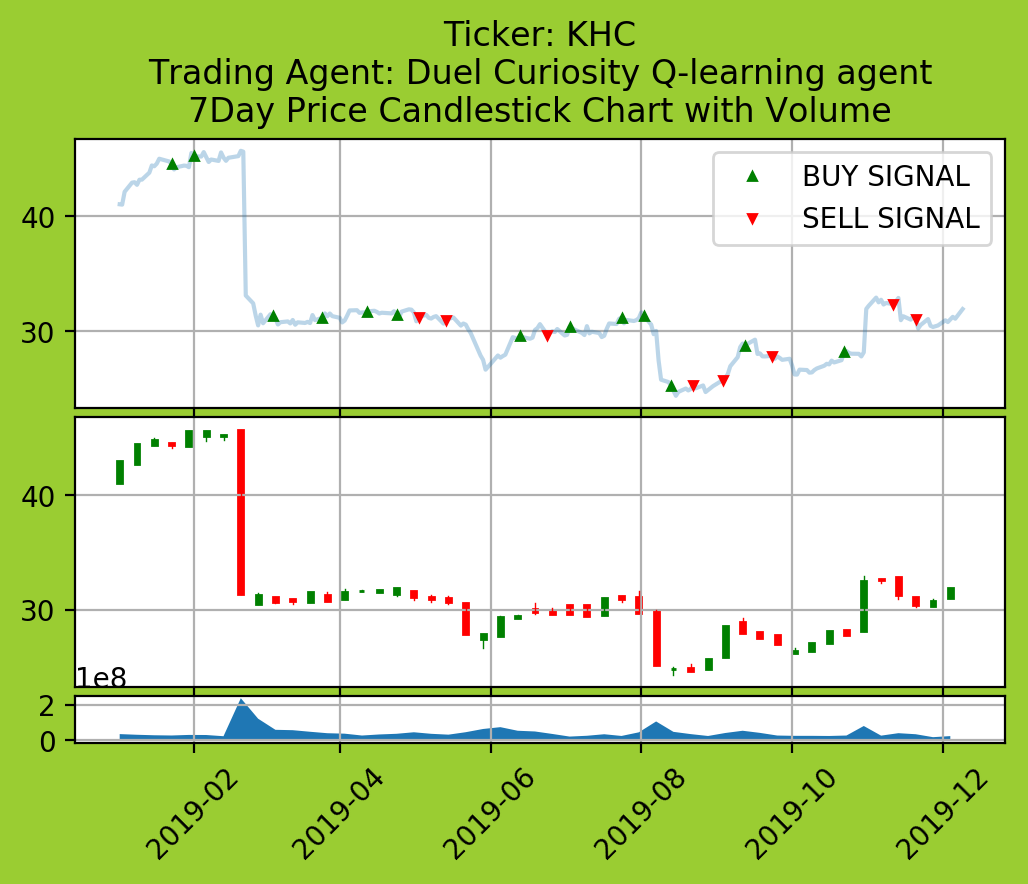 Ticker: KHC
Trading Agent: Duel Curiosity Q-learning agent
7Day Price Candlestick Chart with Volume
BUY SIGNAL
SELL SIGNAL
40
30
40
30
1e8
2
0
2019-02
2019-04
2019-06
2019-08
2019-10
2019-12